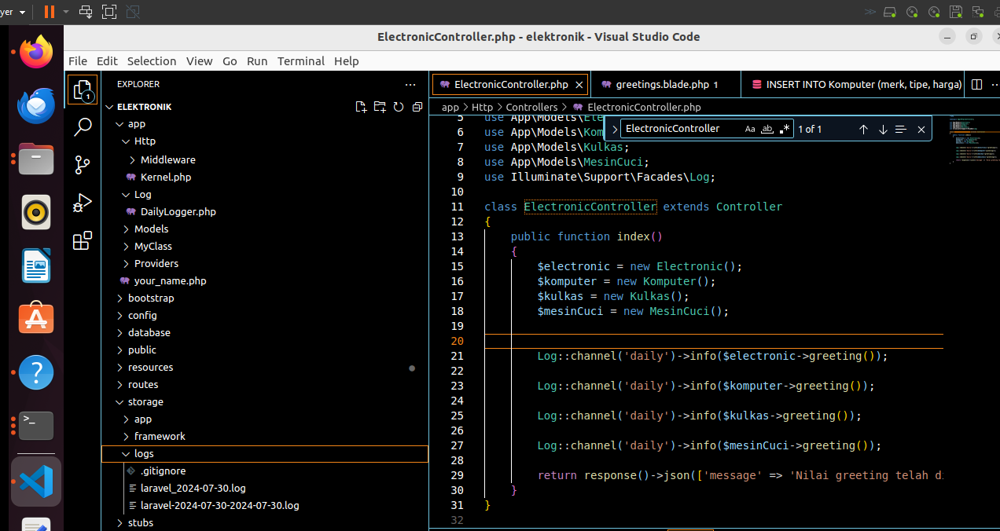 yer
ElectronicController.php - elektronik - Visual Studio Code
File Edit Selection View Go Run Terminal Help
EXPLORER
ELEKTRONIK
app
Http
Middleware
Kernel.php
Log
DailyLogger.php
Models
MyClass
Providers
your_name.php
bootstrap
config
database
public
resources
routes
storage
app
framework
logs
.gitignore
laravel_2024-07-30.log
laravel-2024-07-30-2024-07-30.log
stubs
1
ElectronicController.php
greetings.blade.php 1
INSERT INTO Komputer (merk, tipe, harga)
app > Http > Controllers > ElectronicController.php
ElectronicController Aa ab .* 1 of 1
5 use App\Models\Ele
6 use App\Models\Kom
7 use App\Models\Kulkas;
8 use App\Models\MesinCuci;
9 use Illuminate\Support\Facades\Log;
10
11 class ElectronicController extends Controller
12 {
13 public function index()
14 {
15 $electronic = new Electronic();
16 $komputer = new Komputer();
17 $kulkas = new Kulkas();
18 $mesinCuci = new MesinCuci();
19
20
21 Log::channel('daily')->info($electronic->greeting());
22
23 Log::channel('daily')->info($komputer->greeting());
24
25 Log::channel('daily')->info($kulkas->greeting());
26
27 Log::channel('daily')->info($mesinCuci->greeting());
28
29 return response()->json(['message' => 'Nilai greeting telah di
30 }
31 }
32